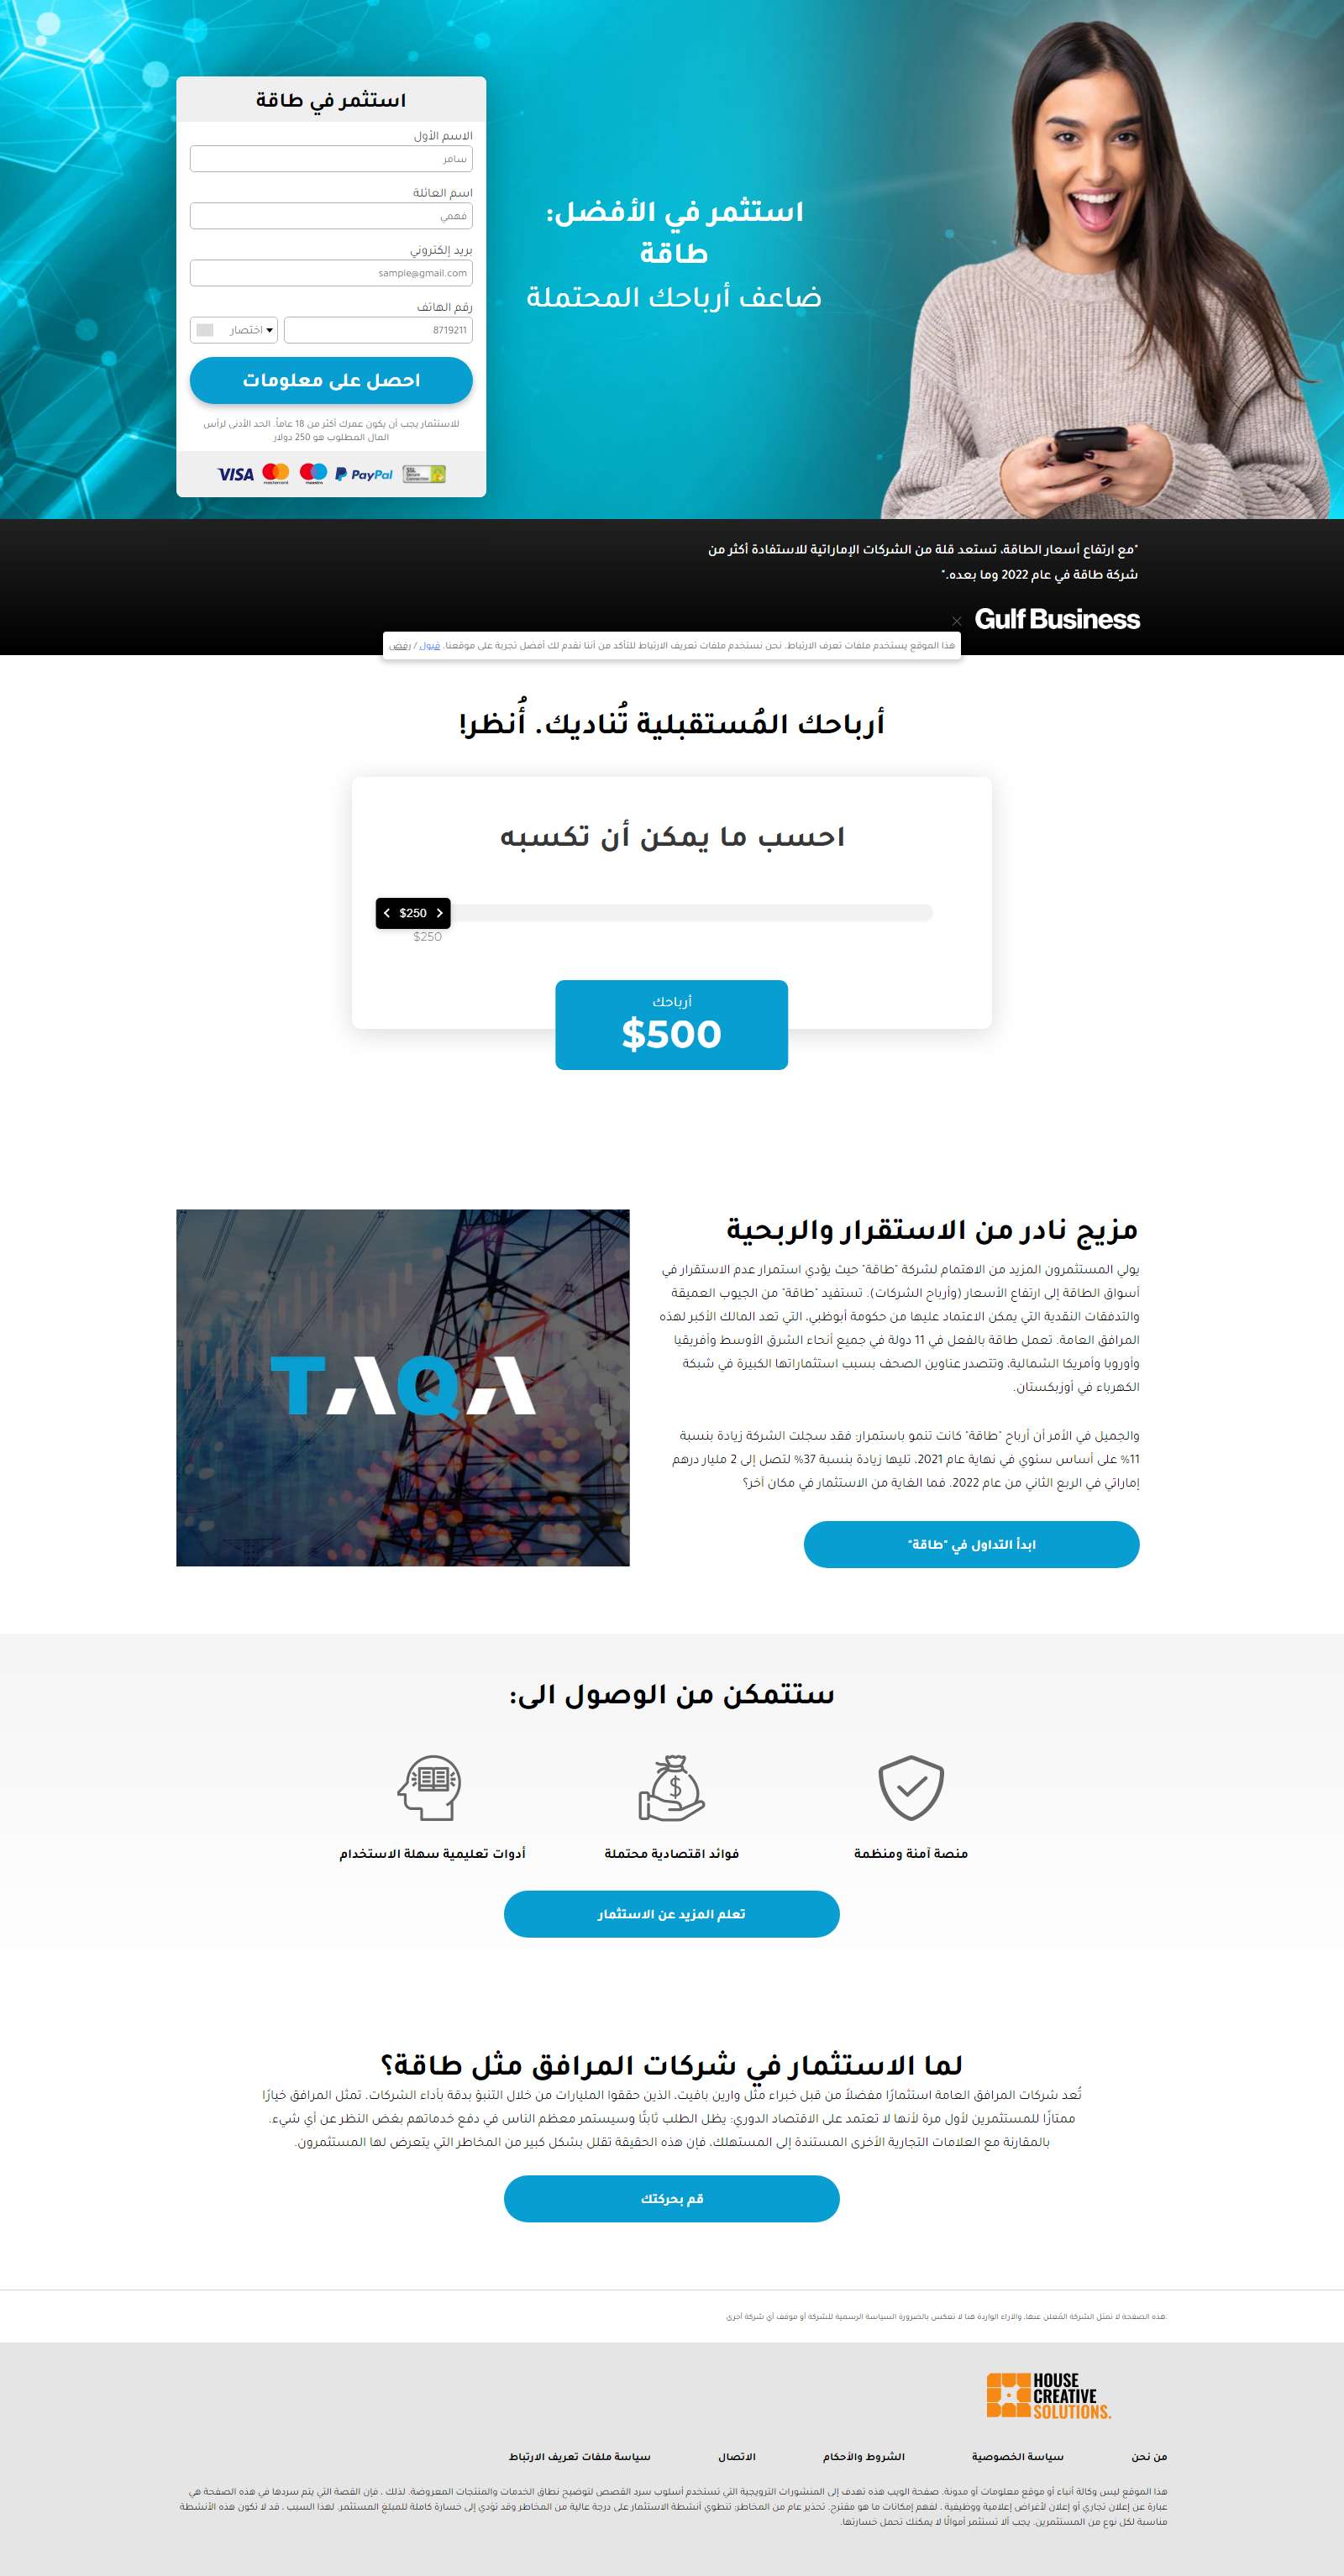 استثمر في طاقة
الاسم الأول
سامر
اسم العائلة
فهمي
بريد إلكتروني
sample@gmail.com
رقم الهاتف
8719211
اختصار
احصل على معلومات
للاستثمار يجب أن يكون عمرك أكثر من 18 عاماً. الحد الأدنى لرأس
المال المطلوب هو 250 دولار
VISA mastercard maestro PayPal SSL Secure Connection
استثمر في الأفضل:
طاقة
ضاعف أرباحك المحتملة
"مع ارتفاع أسعار الطاقة، تستعد قلة من الشركات الإماراتية للاستفادة أكثر من
شركة طاقة في عام 2022 وما بعده."
Gulf Business
هذا الموقع يستخدم ملفات تعرف الارتباط. نحن نستخدم ملفات تعريف الارتباط للتأكد من أننا نقدم لك أفضل تجربة على موقعنا. قبول / رفض
أرباحك المُستقبلية تُناديك. أُنظر!
احسب ما يمكن أن تكسبه
$250
$250
أرباحك
$500
مزيج نادر من الاستقرار والربحية
يولي المستثمرون المزيد من الاهتمام لشركة "طاقة" حيث يؤدي استمرار عدم الاستقرار في
أسواق الطاقة إلى ارتفاع الأسعار (وأرباح الشركات). تستفيد "طاقة" من الجيوب العميقة
والتدفقات النقدية التي يمكن الاعتماد عليها من حكومة أبوظبي، التي تعد المالك الأكبر لهذه
المرافق العامة. تعمل طاقة بالفعل في 11 دولة في جميع أنحاء الشرق الأوسط وأفريقيا
وأوروبا وأمريكا الشمالية، وتتصدر عناوين الصحف بسبب استثماراتها الكبيرة في شبكة
الكهرباء في أوزبكستان.
والجميل في الأمر أن أرباح "طاقة" كانت تنمو باستمرار: فقد سجلت الشركة زيادة بنسبة
11% على أساس سنوي في نهاية عام 2021، تليها زيادة بنسبة 37% لتصل إلى 2 مليار درهم
إماراتي في الربع الثاني من عام 2022. فما الغاية من الاستثمار في مكان آخر؟
ابدأ التداول في "طاقة"
TAQA
ستتمكن من الوصول الى:
منصة آمنة ومنظمة
فوائد اقتصادية محتملة
أدوات تعليمية سهلة الاستخدام
تعلم المزيد عن الاستثمار
لما الاستثمار في شركات المرافق مثل طاقة؟
تُعد شركات المرافق العامة استثمارًا مفضلاً من قبل خبراء مثل وارين بافيت، الذين حققوا المليارات من خلال التنبؤ بدقة بأداء الشركات. تمثل المرافق خيارًا
ممتازًا للمستثمرين لأول مرة لأنها لا تعتمد على الاقتصاد الدوري: يظل الطلب ثابتًا وسيستمر معظم الناس في دفع خدماتهم بغض النظر عن أي شيء.
بالمقارنة مع العلامات التجارية الأخرى المستندة إلى المستهلك، فإن هذه الحقيقة تقلل بشكل كبير من المخاطر التي يتعرض لها المستثمرون.
قم بحركتك
هذه الصفحة لا تمثل الشركة المُعلن عنها، والاراء الواردة هنا لا تعكس بالضرورة السياسة الرسمية للشركة أو موقف أي شركة أخرى.
HOUSE
CREATIVE
SOLUTIONS.
من نحن
سياسة الخصوصية
الشروط والأحكام
الاتصال
سياسة ملفات تعريف الارتباط
هذا الموقع ليس وكالة أنباء أو موقع معلومات أو مدونة. صفحة الويب هذه تهدف إلى المنشورات الترويجية التي تستخدم أسلوب سرد القصص لتوضيح نطاق الخدمات والمنتجات المعروضة. لذلك ، فإن القصة التي يتم سردها في هذه الصفحة هي
عبارة عن إعلان تجاري أو إعلان لأغراض إعلامية ووظيفية ، لفهم إمكانات ما هو مقترح. تحذير عام من المخاطر: تنطوي أنشطة الاستثمار على درجة عالية من المخاطر وقد تؤدي إلى خسارة كاملة للمبلغ المستثمر. لهذا السبب ، قد لا تكون هذه الأنشطة
مناسبة لكل نوع من المستثمرين. يجب ألا تستثمر أموالًا لا يمكنك تحمل خسارتها.